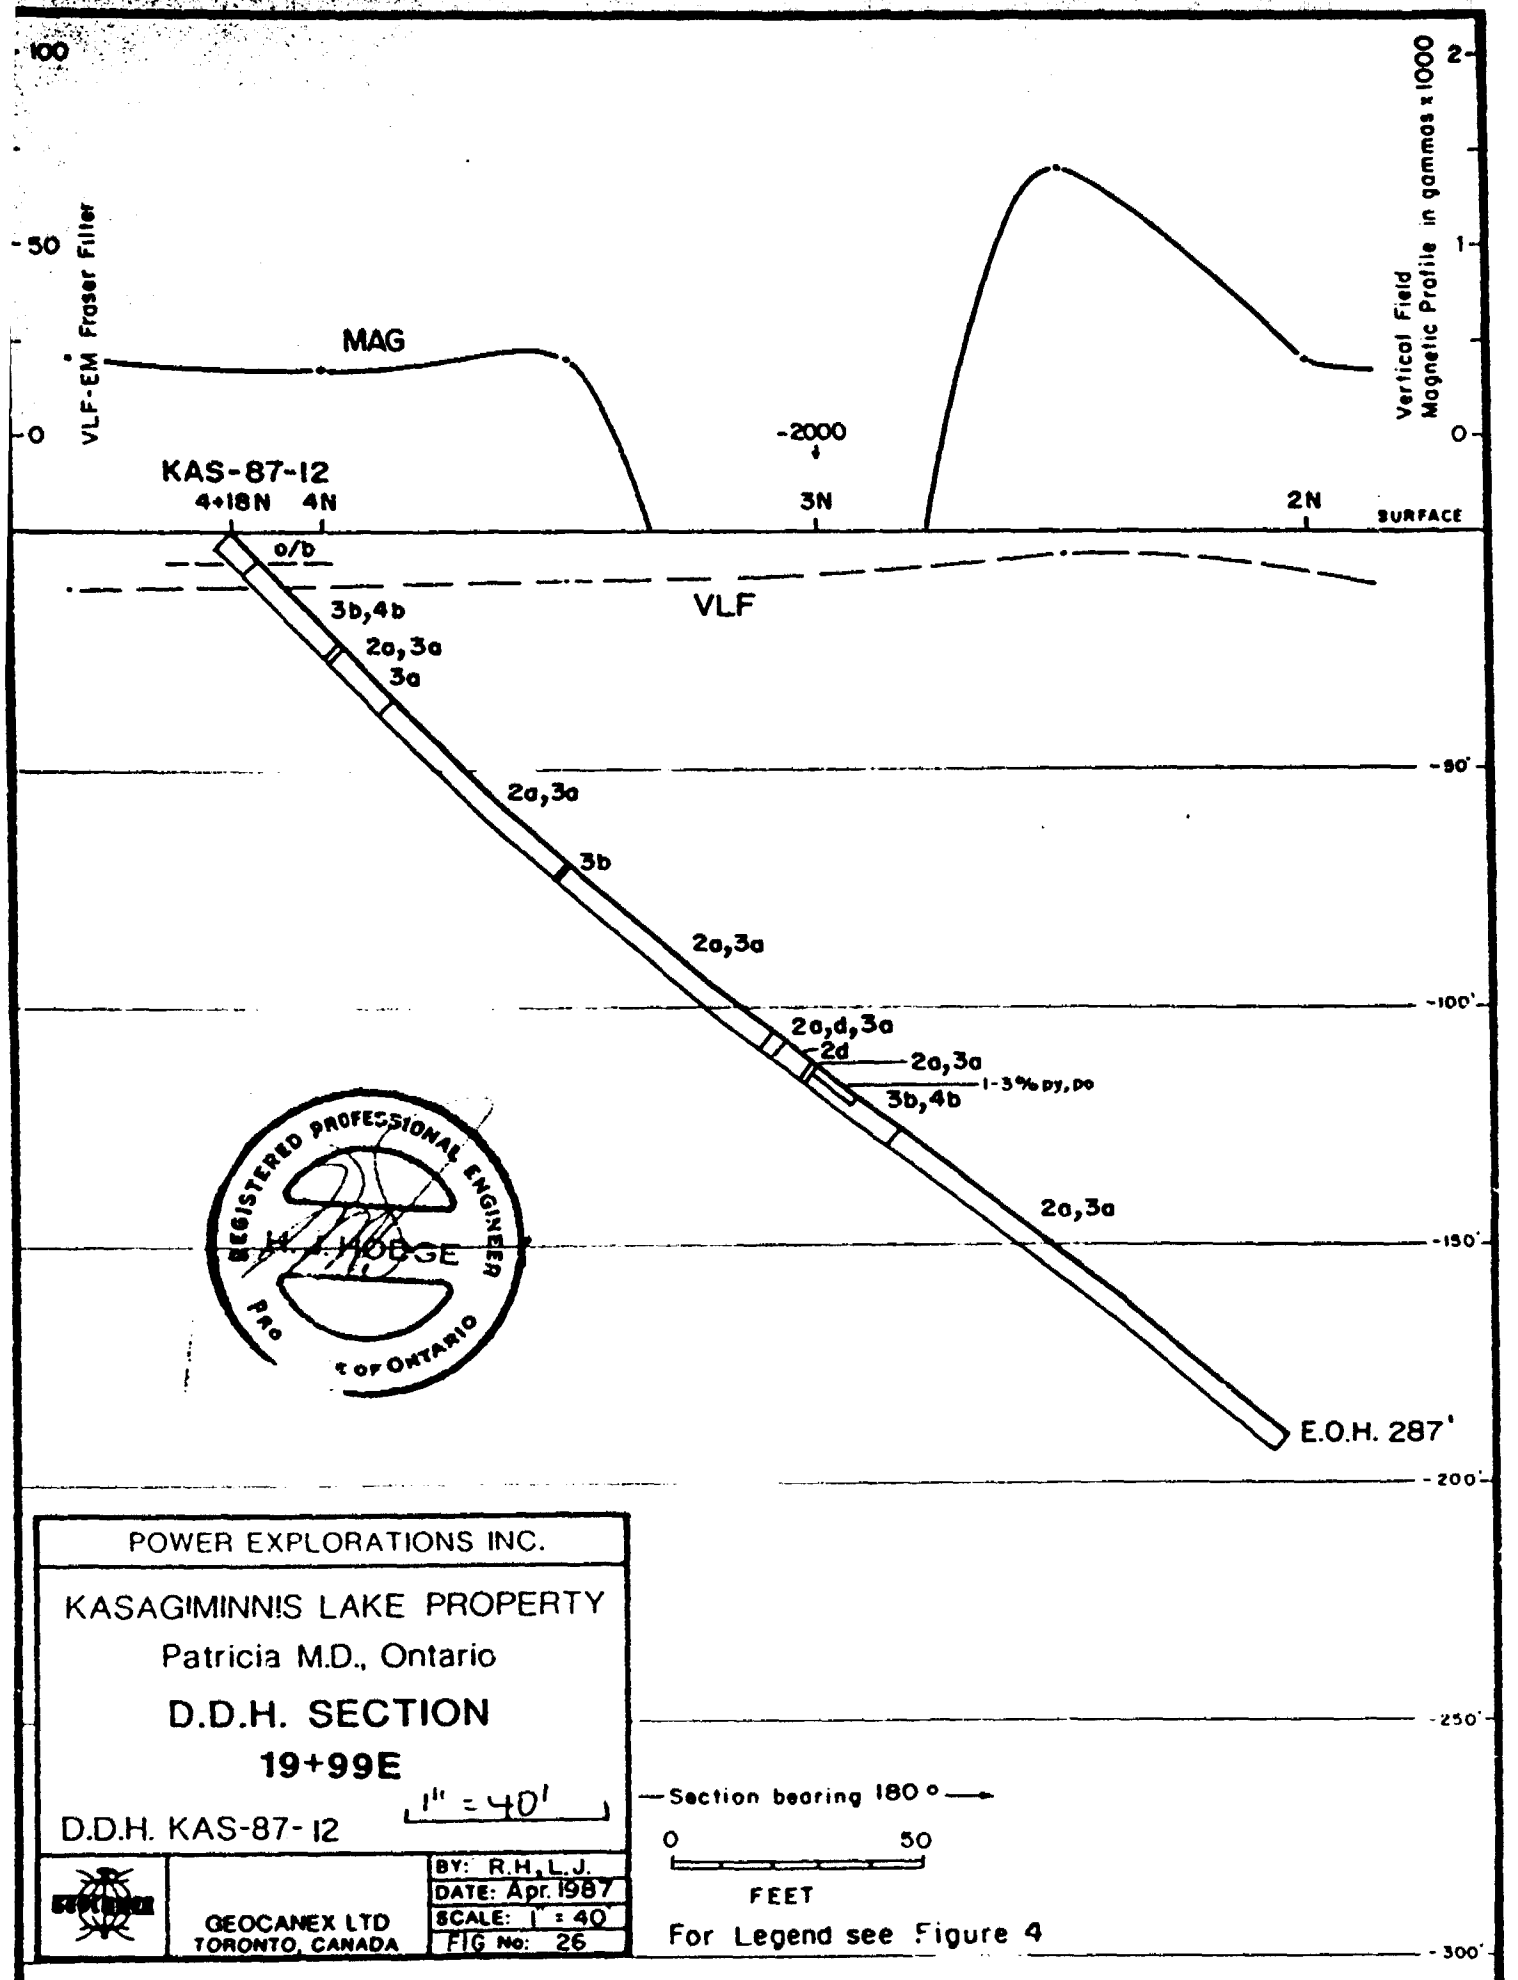 100
2
50
1
0
0
VLF-EM Fraser Filter
Vertical Field
Magnetic Profile in gammas x 1000
MAG
-2000
KAS-87-12
4+18N 4N 3N 2N
SURFACE
o/b
VLF
3b,4b
2a,3a
3a
-50'
2a,3a
3b
2a,3a
-100'
2a,d,3a
2d
2a,3a
1-3% py,po
3b,4b
REGISTERED PROFESSIONAL ENGINEER
H. J. HODGE
OF ONTARIO
2a,3a
-150'
E.O.H. 287'
-200'
POWER EXPLORATIONS INC.
KASAGIMINNIS LAKE PROPERTY
Patricia M.D., Ontario
D.D.H. SECTION
19+99E
1" = 40'
D.D.H. KAS-87-12
-250'
Section bearing 180°
0 50
FEET
For Legend see Figure 4
GEOCANEX LTD
TORONTO, CANADA
BY: R.H, L.J.
DATE: Apr. 1987
SCALE: 1" = 40'
FIG No: 26
-300'